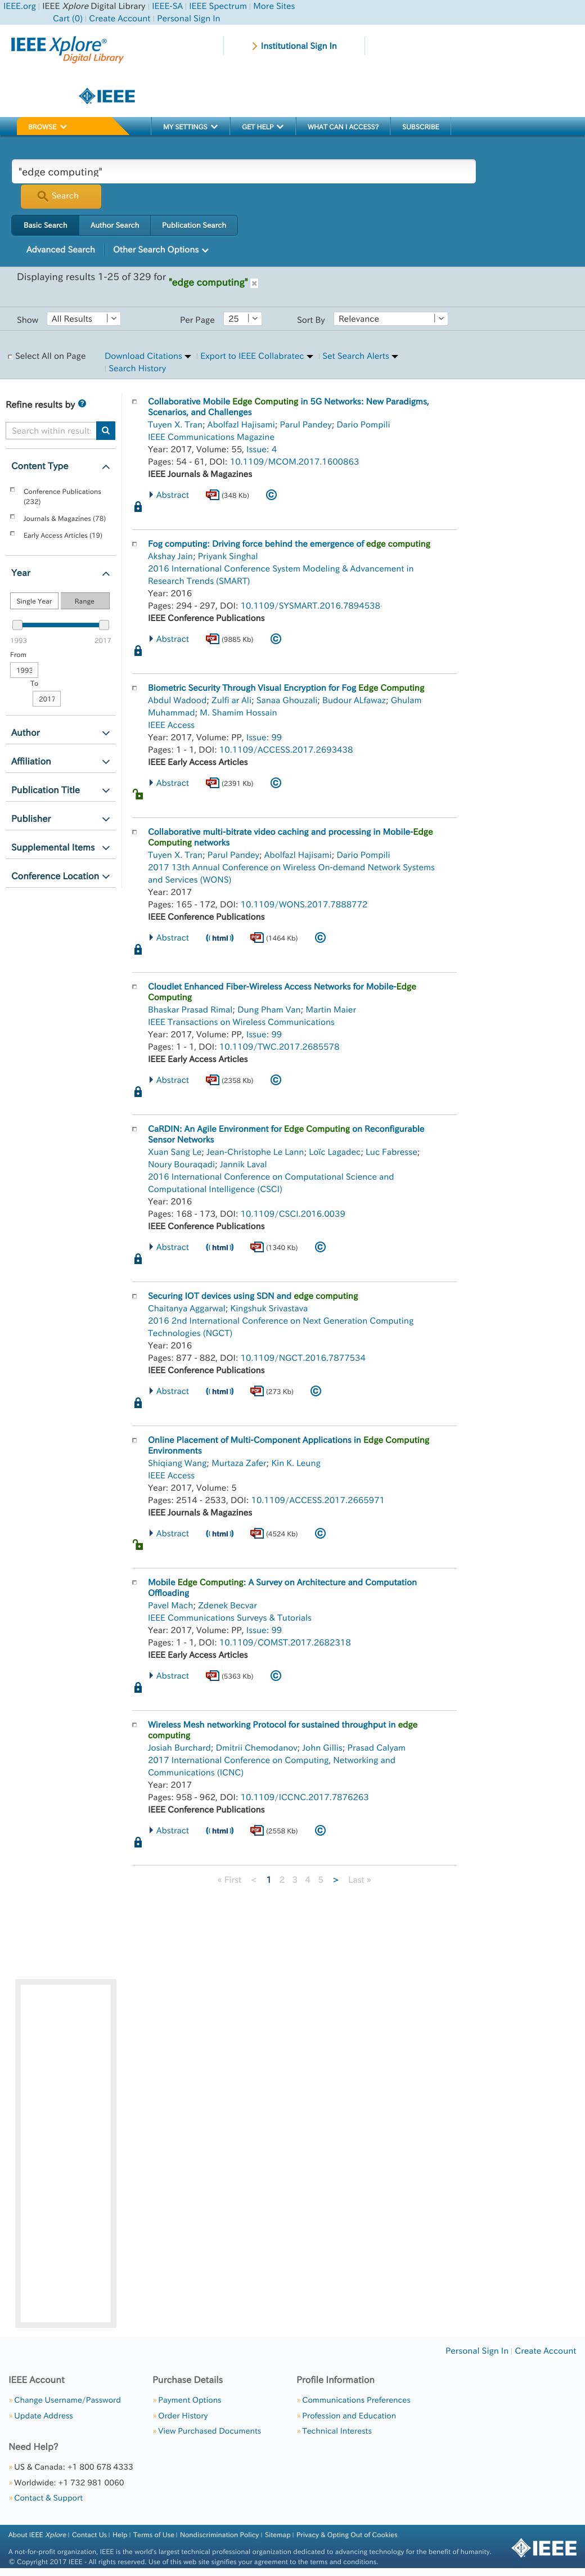 IEEE.org | IEEE Xplore Digital Library | IEEE-SA | IEEE Spectrum | More Sites
Cart (0) | Create Account | Personal Sign In
IEEE Xplore®
Digital Library
Institutional Sign In
IEEE
BROWSE
MY SETTINGS
GET HELP
WHAT CAN I ACCESS?
SUBSCRIBE
"edge computing"
Search
Basic Search
Author Search
Publication Search
Advanced Search
Other Search Options
Displaying results 1-25 of 329 for "edge computing"
Show
All Results
Per Page
25
Sort By
Relevance
Select All on Page
Download Citations | Export to IEEE Collabratec | Set Search Alerts
| Search History
Refine results by
Search within result
Content Type
Conference Publications
(232)
Journals & Magazines (78)
Early Access Articles (19)
Year
Single Year
Range
1993
2017
From
1993
To
2017
Author
Affiliation
Publication Title
Publisher
Supplemental Items
Conference Location
Collaborative Mobile Edge Computing in 5G Networks: New Paradigms,
Scenarios, and Challenges
Tuyen X. Tran; Abolfazl Hajisami; Parul Pandey; Dario Pompili
IEEE Communications Magazine
Year: 2017, Volume: 55, Issue: 4
Pages: 54 - 61, DOI: 10.1109/MCOM.2017.1600863
IEEE Journals & Magazines
Abstract
PDF (348 Kb)
©
Fog computing: Driving force behind the emergence of edge computing
Akshay Jain; Priyank Singhal
2016 International Conference System Modeling & Advancement in
Research Trends (SMART)
Year: 2016
Pages: 294 - 297, DOI: 10.1109/SYSMART.2016.7894538
IEEE Conference Publications
Abstract
PDF (9885 Kb)
©
Biometric Security Through Visual Encryption for Fog Edge Computing
Abdul Wadood; Zulfi ar Ali; Sanaa Ghouzali; Budour ALfawaz; Ghulam
Muhammad; M. Shamim Hossain
IEEE Access
Year: 2017, Volume: PP, Issue: 99
Pages: 1 - 1, DOI: 10.1109/ACCESS.2017.2693438
IEEE Early Access Articles
Abstract
PDF (2391 Kb)
©
Collaborative multi-bitrate video caching and processing in Mobile-Edge
Computing networks
Tuyen X. Tran; Parul Pandey; Abolfazl Hajisami; Dario Pompili
2017 13th Annual Conference on Wireless On-demand Network Systems
and Services (WONS)
Year: 2017
Pages: 165 - 172, DOI: 10.1109/WONS.2017.7888772
IEEE Conference Publications
Abstract
html
PDF (1464 Kb)
©
Cloudlet Enhanced Fiber-Wireless Access Networks for Mobile-Edge
Computing
Bhaskar Prasad Rimal; Dung Pham Van; Martin Maier
IEEE Transactions on Wireless Communications
Year: 2017, Volume: PP, Issue: 99
Pages: 1 - 1, DOI: 10.1109/TWC.2017.2685578
IEEE Early Access Articles
Abstract
PDF (2358 Kb)
©
CaRDIN: An Agile Environment for Edge Computing on Reconfigurable
Sensor Networks
Xuan Sang Le; Jean-Christophe Le Lann; Loïc Lagadec; Luc Fabresse;
Noury Bouraqadi; Jannik Laval
2016 International Conference on Computational Science and
Computational Intelligence (CSCI)
Year: 2016
Pages: 168 - 173, DOI: 10.1109/CSCI.2016.0039
IEEE Conference Publications
Abstract
html
PDF (1340 Kb)
©
Securing IOT devices using SDN and edge computing
Chaitanya Aggarwal; Kingshuk Srivastava
2016 2nd International Conference on Next Generation Computing
Technologies (NGCT)
Year: 2016
Pages: 877 - 882, DOI: 10.1109/NGCT.2016.7877534
IEEE Conference Publications
Abstract
html
PDF (273 Kb)
©
Online Placement of Multi-Component Applications in Edge Computing
Environments
Shiqiang Wang; Murtaza Zafer; Kin K. Leung
IEEE Access
Year: 2017, Volume: 5
Pages: 2514 - 2533, DOI: 10.1109/ACCESS.2017.2665971
IEEE Journals & Magazines
Abstract
html
PDF (4524 Kb)
©
Mobile Edge Computing: A Survey on Architecture and Computation
Offloading
Pavel Mach; Zdenek Becvar
IEEE Communications Surveys & Tutorials
Year: 2017, Volume: PP, Issue: 99
Pages: 1 - 1, DOI: 10.1109/COMST.2017.2682318
IEEE Early Access Articles
Abstract
PDF (5363 Kb)
©
Wireless Mesh networking Protocol for sustained throughput in edge
computing
Josiah Burchard; Dmitrii Chemodanov; John Gillis; Prasad Calyam
2017 International Conference on Computing, Networking and
Communications (ICNC)
Year: 2017
Pages: 958 - 962, DOI: 10.1109/ICCNC.2017.7876263
IEEE Conference Publications
Abstract
html
PDF (2558 Kb)
©
« First < 1 2 3 4 5 > Last »
Personal Sign In | Create Account
IEEE Account
» Change Username/Password
» Update Address
Purchase Details
» Payment Options
» Order History
» View Purchased Documents
Profile Information
» Communications Preferences
» Profession and Education
» Technical Interests
Need Help?
» US & Canada: +1 800 678 4333
» Worldwide: +1 732 981 0060
» Contact & Support
About IEEE Xplore | Contact Us | Help | Terms of Use | Nondiscrimination Policy | Sitemap | Privacy & Opting Out of Cookies
A not-for-profit organization, IEEE is the world's largest technical professional organization dedicated to advancing technology for the benefit of humanity.
© Copyright 2017 IEEE - All rights reserved. Use of this web site signifies your agreement to the terms and conditions.
IEEE